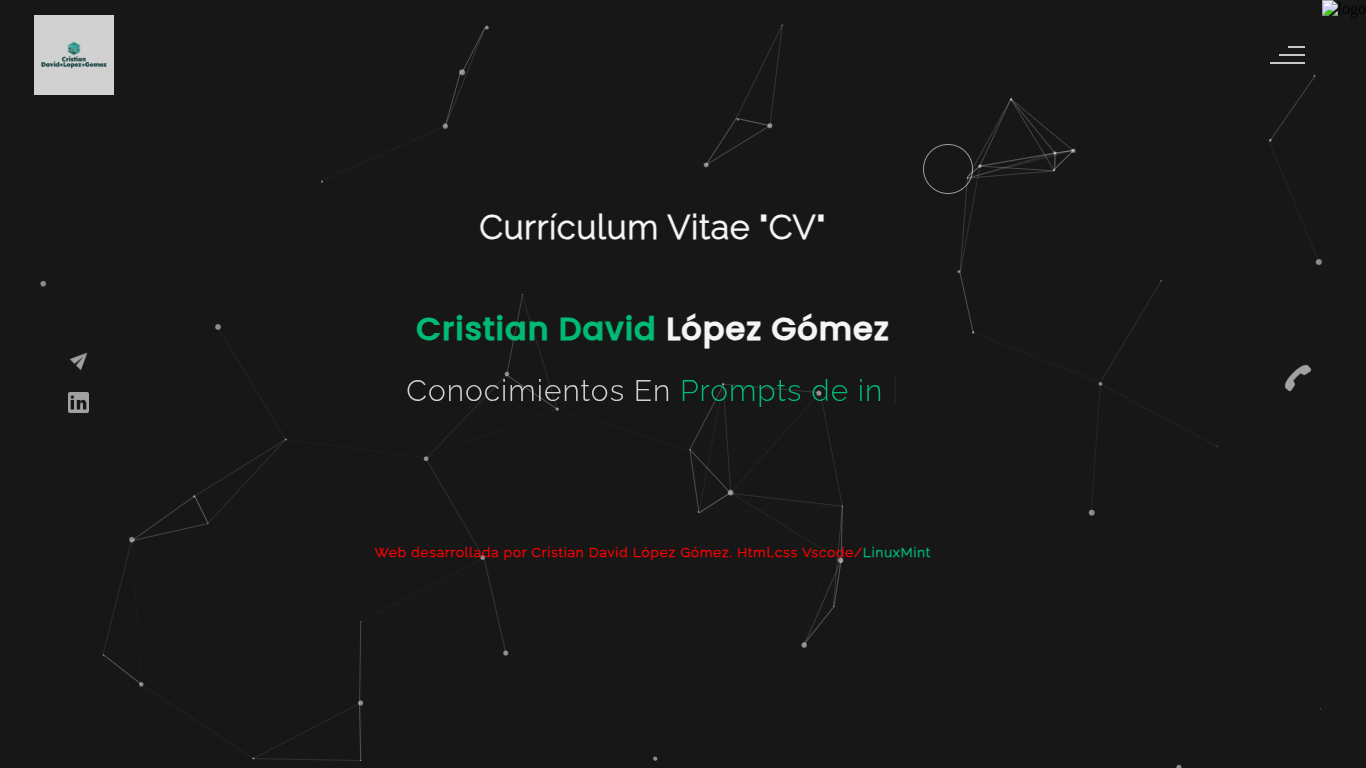 Cristian
David+Lopez+Gomez
logo
Currículum Vitae "CV"
Cristian David López Gómez
Conocimientos En Prompts de in
Web desarrollada por Cristian David López Gómez. Html,css Vscode/LinuxMint